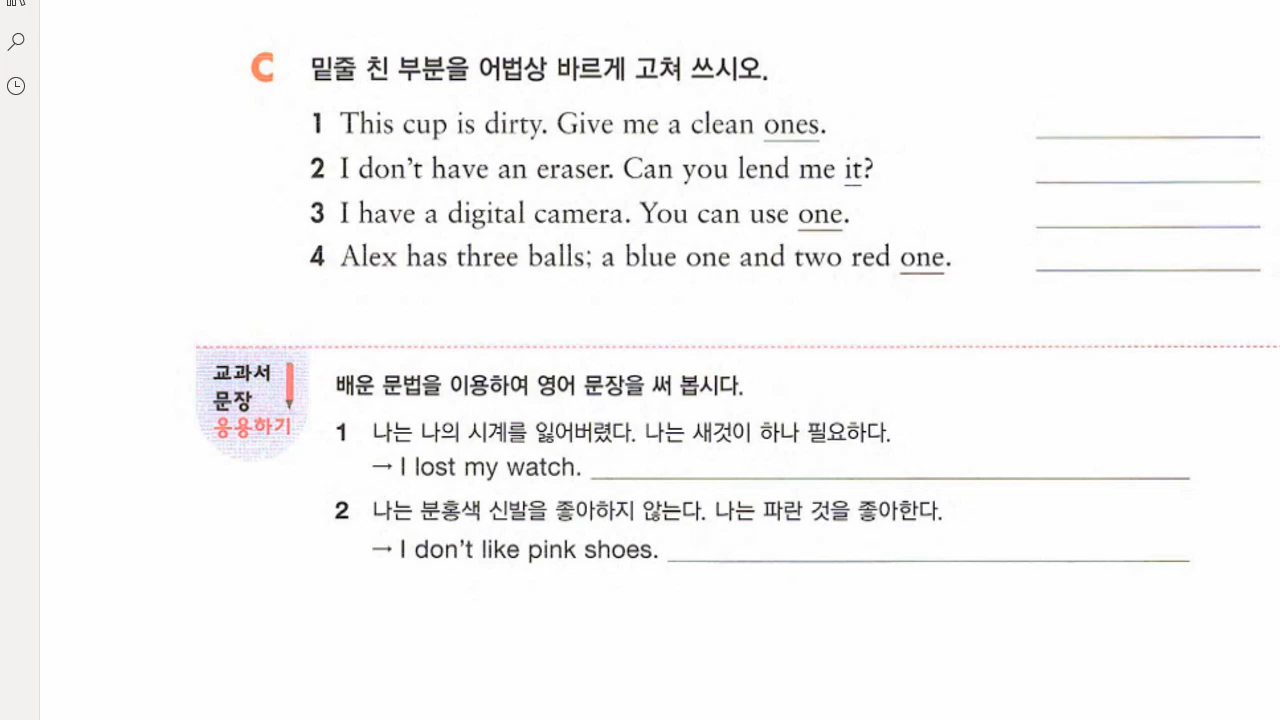 C 밑줄 친 부분을 어법상 바르게 고쳐 쓰시오.
1 This cup is dirty. Give me a clean ones.
2 I don't have an eraser. Can you lend me it?
3 I have a digital camera. You can use one.
4 Alex has three balls; a blue one and two red one.
교과서
문장
응용하기
배운 문법을 이용하여 영어 문장을 써 봅시다.
1 나는 나의 시계를 잃어버렸다. 나는 새것이 하나 필요하다.
→ I lost my watch.
2 나는 분홍색 신발을 좋아하지 않는다. 나는 파란 것을 좋아한다.
→ I don't like pink shoes.